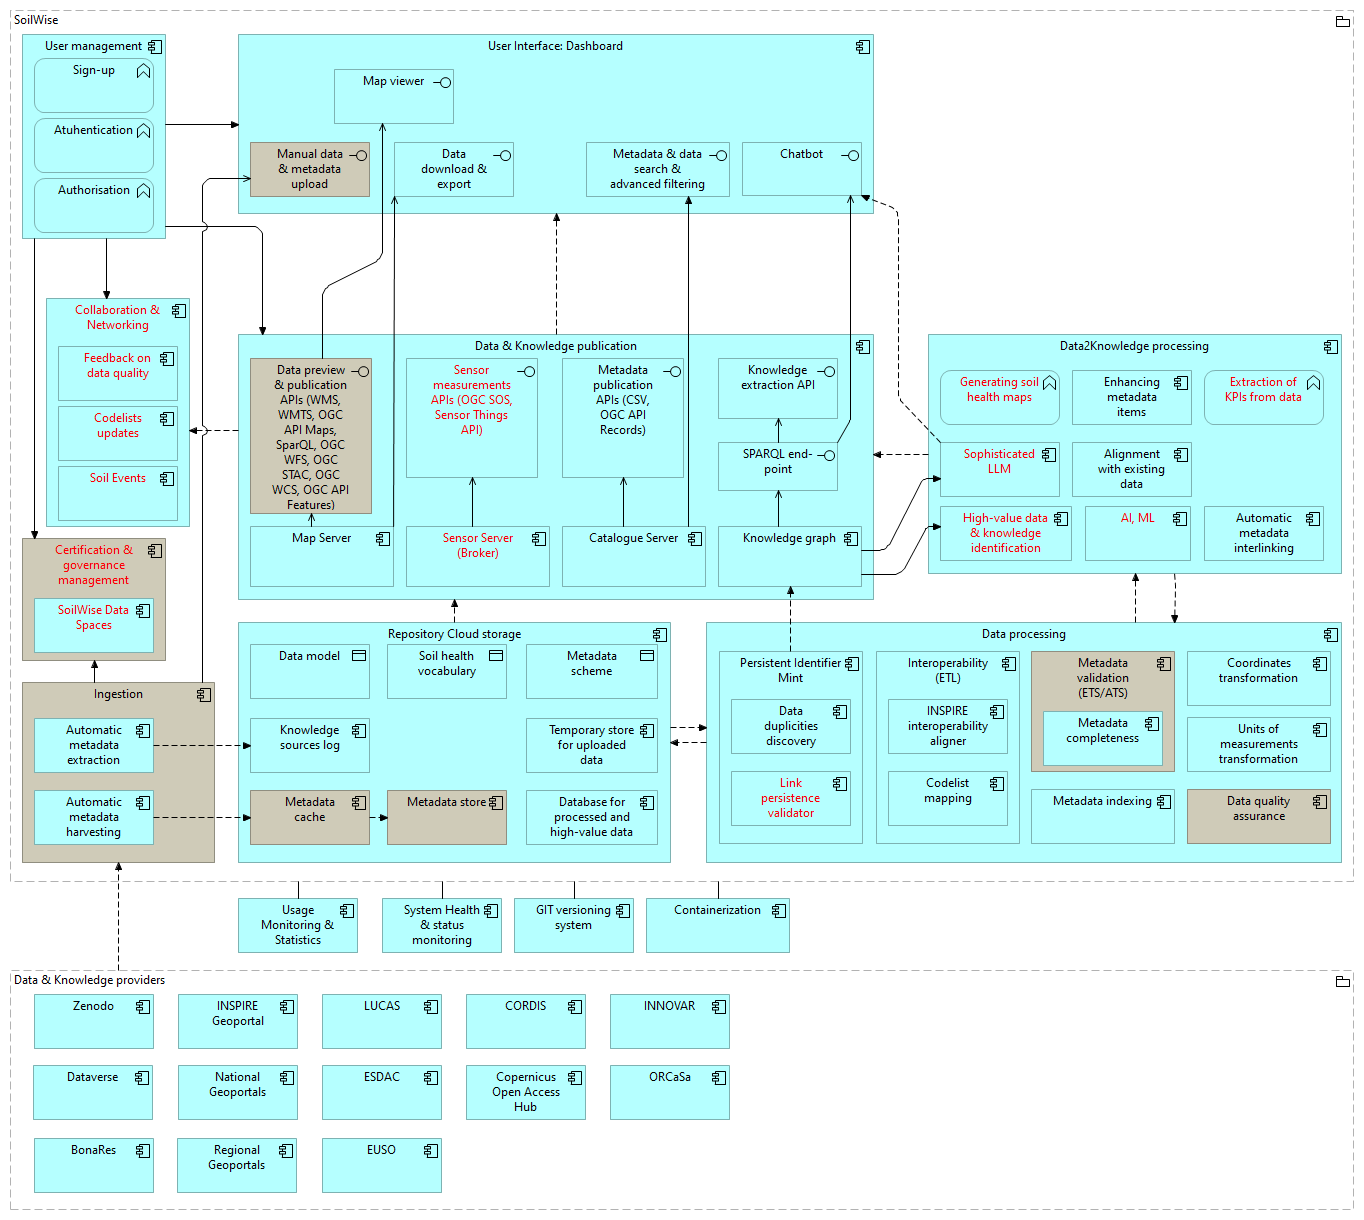 SoilWise
User management
Sign-up
Atuhentication
Authorisation
User Interface: Dashboard
Map viewer
Manual data
& metadata
upload
Data
download &
export
Metadata & data
search &
advanced filtering
Chatbot
Collaboration &
Networking
Feedback on
data quality
Codelists
updates
Soil Events
Certification &
governance
management
SoilWise Data
Spaces
Ingestion
Automatic
metadata
extraction
Automatic
metadata
harvesting
Data & Knowledge publication
Data preview
& publication
APIs (WMS,
WMTS, OGC
API Maps,
SparQL, OGC
WFS, OGC
STAC, OGC
WCS, OGC API
Features)
Sensor
measurements
APIs (OGC SOS,
Sensor Things
API)
Metadata
publication
APIs (CSV,
OGC API
Records)
Knowledge
extraction API
SPARQL end-
point
Map Server
Sensor Server
(Broker)
Catalogue Server
Knowledge graph
Data2Knowledge processing
Generating soil
health maps
Enhancing
metadata
items
Extraction of
KPIs from data
Sophisticated
LLM
Alignment
with existing
data
High-value data
& knowledge
identification
AI, ML
Automatic
metadata
interlinking
Repository Cloud storage
Data model
Soil health
vocabulary
Metadata
scheme
Knowledge
sources log
Temporary store
for uploaded
data
Metadata
cache
Metadata store
Database for
processed and
high-value data
Data processing
Persistent Identifier
Mint
Data
duplicities
discovery
Link
persistence
validator
Interoperability
(ETL)
INSPIRE
interoperability
aligner
Codelist
mapping
Metadata
validation
(ETS/ATS)
Metadata
completeness
Metadata indexing
Coordinates
transformation
Units of
measurements
transformation
Data quality
assurance
Usage
Monitoring &
Statistics
System Health
& status
monitoring
GIT versioning
system
Containerization
Data & Knowledge providers
Zenodo
INSPIRE
Geoportal
LUCAS
CORDIS
INNOVAR
Dataverse
National
Geoportals
ESDAC
Copernicus
Open Access
Hub
ORCaSa
BonaRes
Regional
Geoportals
EUSO